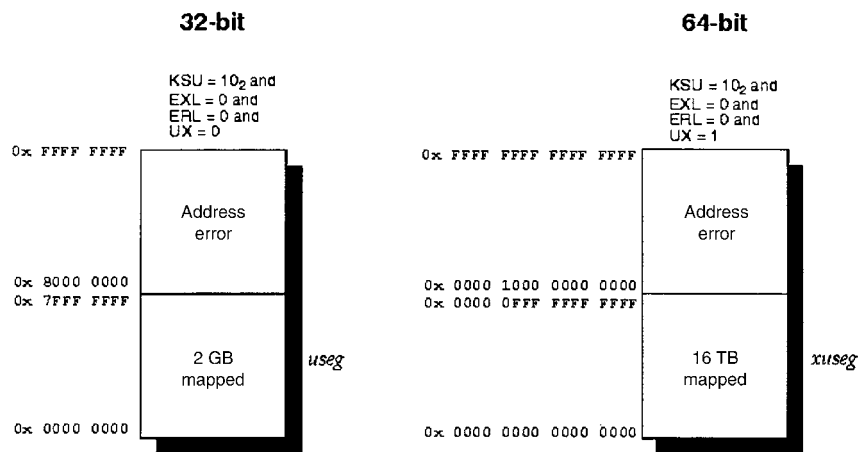 32-bit
KSU = 10₂ and
EXL = 0 and
ERL = 0 and
UX = 0
0x FFFF FFFF
Address
error
0x 8000 0000
0x 7FFF FFFF
2 GB
mapped
useg
0x 0000 0000
64-bit
KSU = 10₂ and
EXL = 0 and
ERL = 0 and
UX = 1
0x FFFF FFFF FFFF FFFF
Address
error
0x 0000 1000 0000 0000
0x 0000 0FFF FFFF FFFF
16 TB
mapped
xuseg
0x 0000 0000 0000 0000